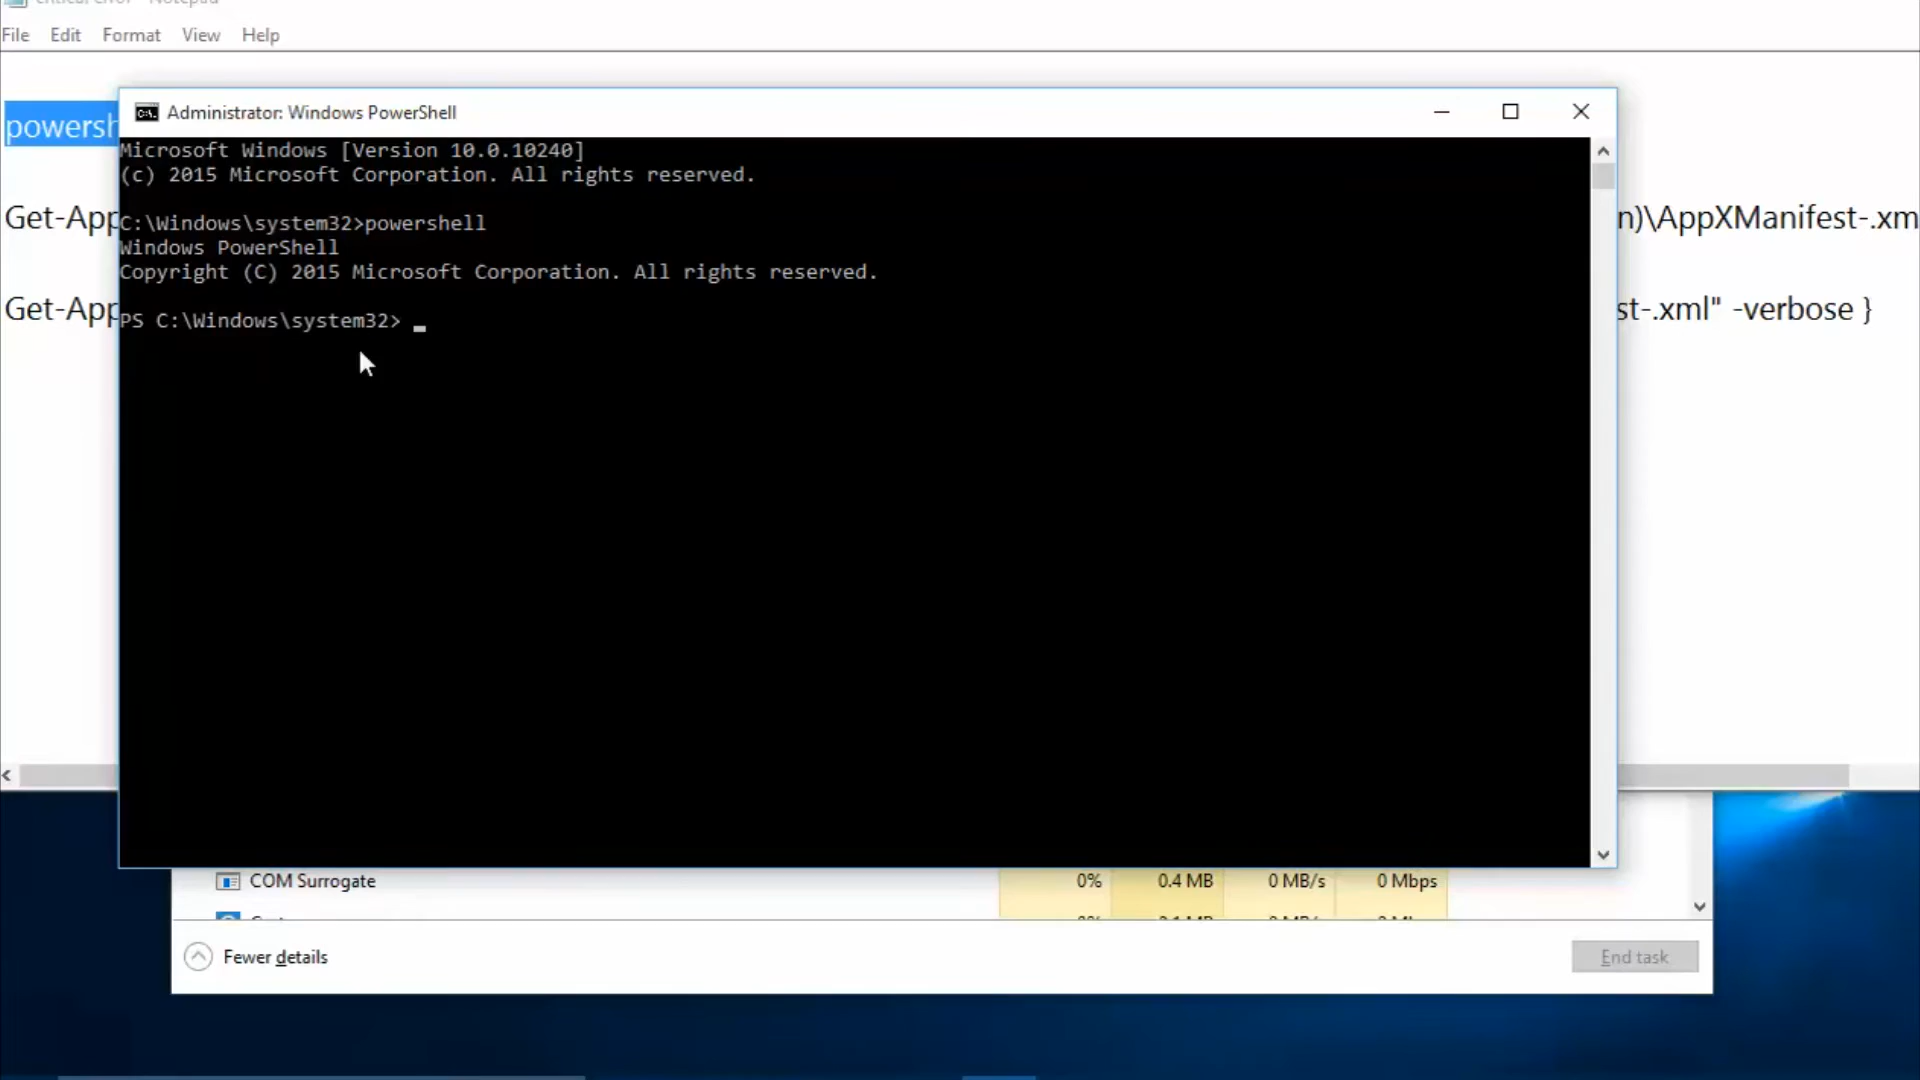 File Edit Format View Help
powersh
Administrator: Windows PowerShell
Microsoft Windows [Version 10.0.10240]
(c) 2015 Microsoft Corporation. All rights reserved.
Get-App n)\AppXManifest-.xm
C:\Windows\system32>powershell
Windows PowerShell
Copyright (C) 2015 Microsoft Corporation. All rights reserved.
Get-App st-.xml" -verbose }
PS C:\Windows\system32>
COM Surrogate 0% 0.4 MB 0 MB/s 0 Mbps
Fewer details End task